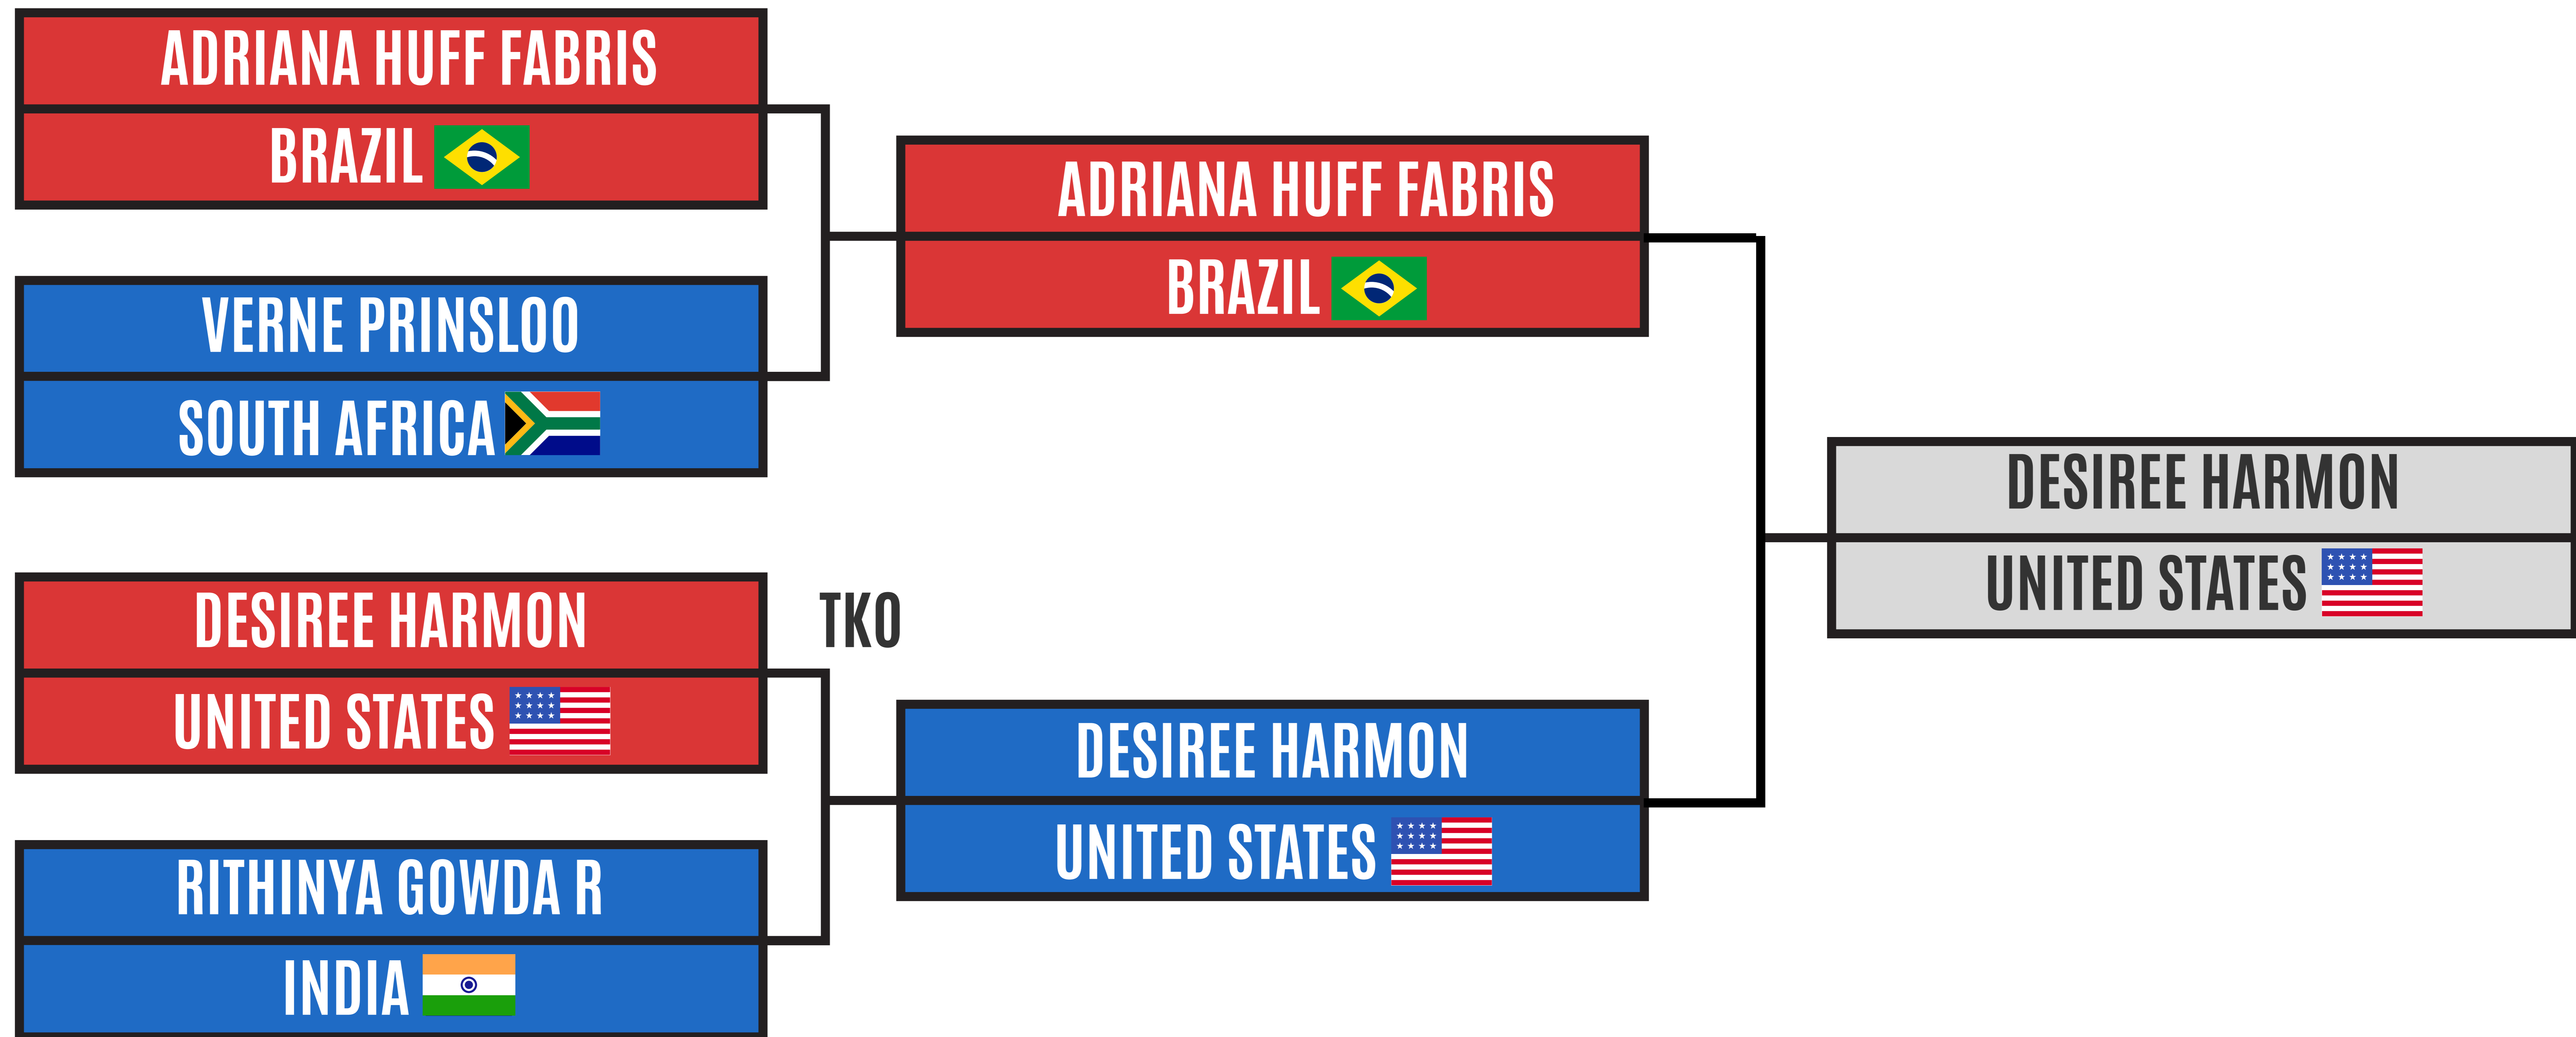 ADRIANA HUFF FABRIS
BRAZIL
VERNE PRINSLOO
SOUTH AFRICA
DESIREE HARMON
UNITED STATES
TKO
RITHINYA GOWDA R
INDIA
ADRIANA HUFF FABRIS
BRAZIL
DESIREE HARMON
UNITED STATES
DESIREE HARMON
UNITED STATES